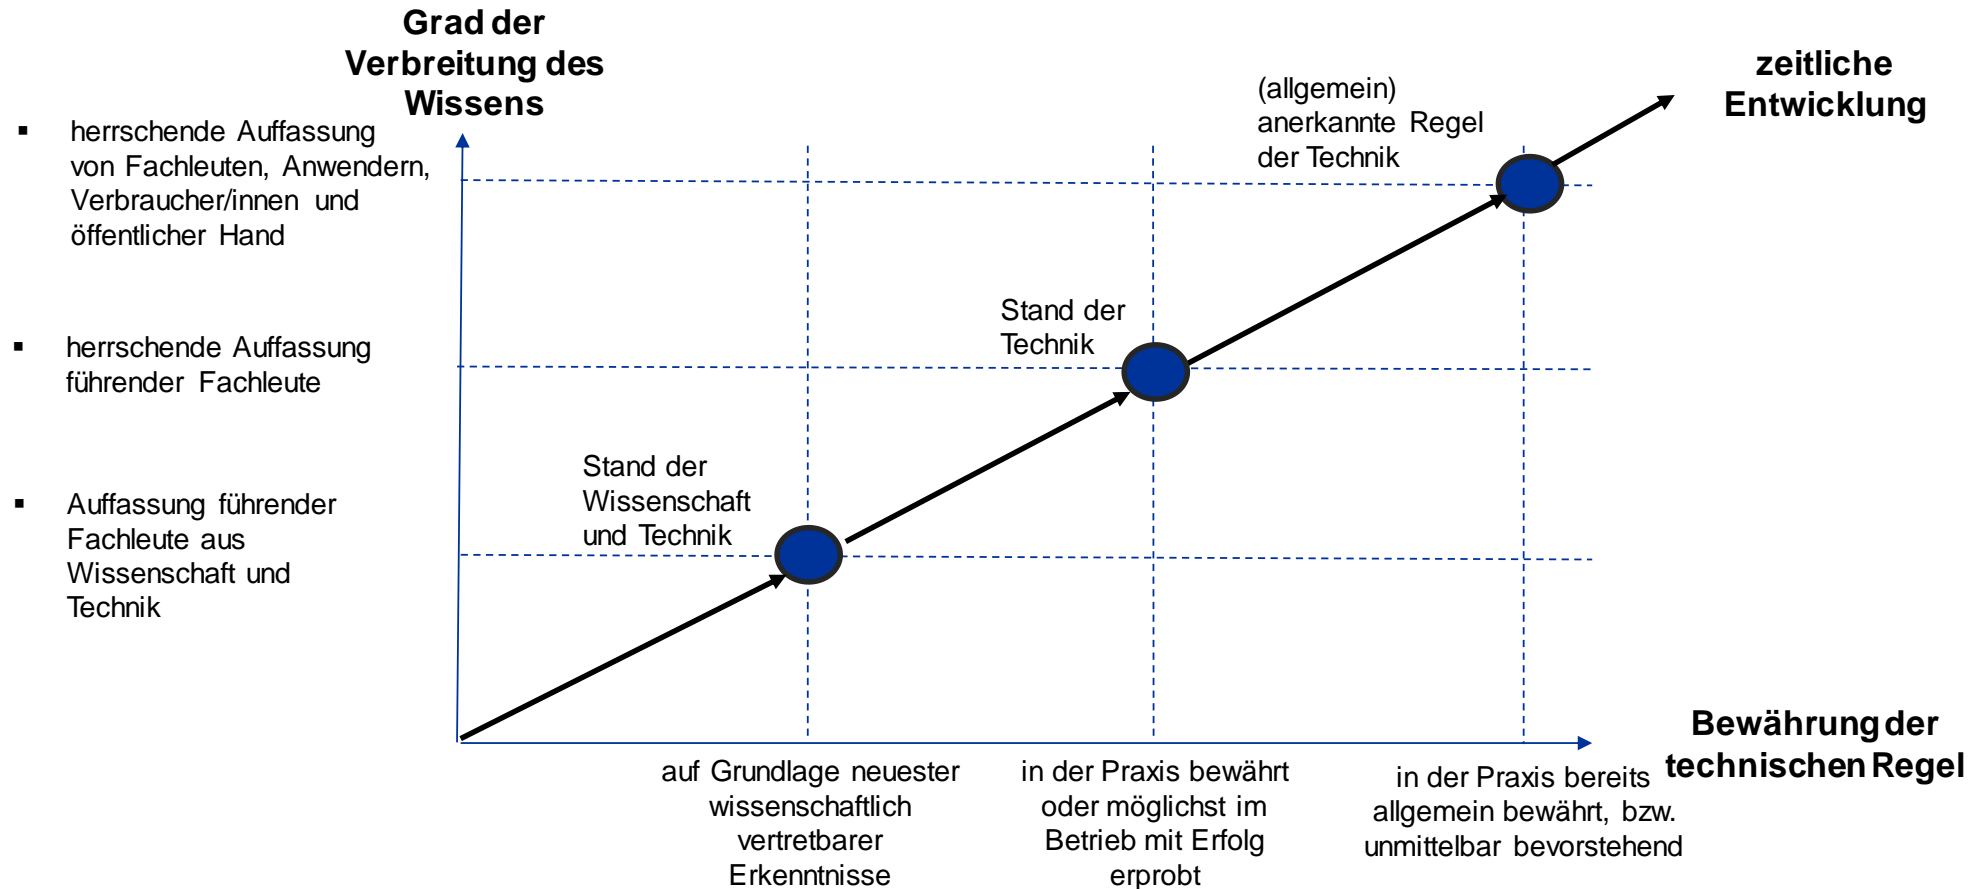 Grad der
Verbreitung des
Wissens
▪ herrschende Auffassung
von Fachleuten, Anwendern,
Verbraucher/innen und
öffentlicher Hand
▪ herrschende Auffassung
führender Fachleute
▪ Auffassung führender
Fachleute aus
Wissenschaft und
Technik
Stand der
Wissenschaft
und Technik
Stand der
Technik
(allgemein)
anerkannte Regel
der Technik
zeitliche
Entwicklung
auf Grundlage neuester
wissenschaftlich
vertretbarer
Erkenntnisse
in der Praxis bewährt
oder möglichst im
Betrieb mit Erfolg
erprobt
in der Praxis bereits
allgemein bewährt, bzw.
unmittelbar bevorstehend
Bewährung der
technischen Regel